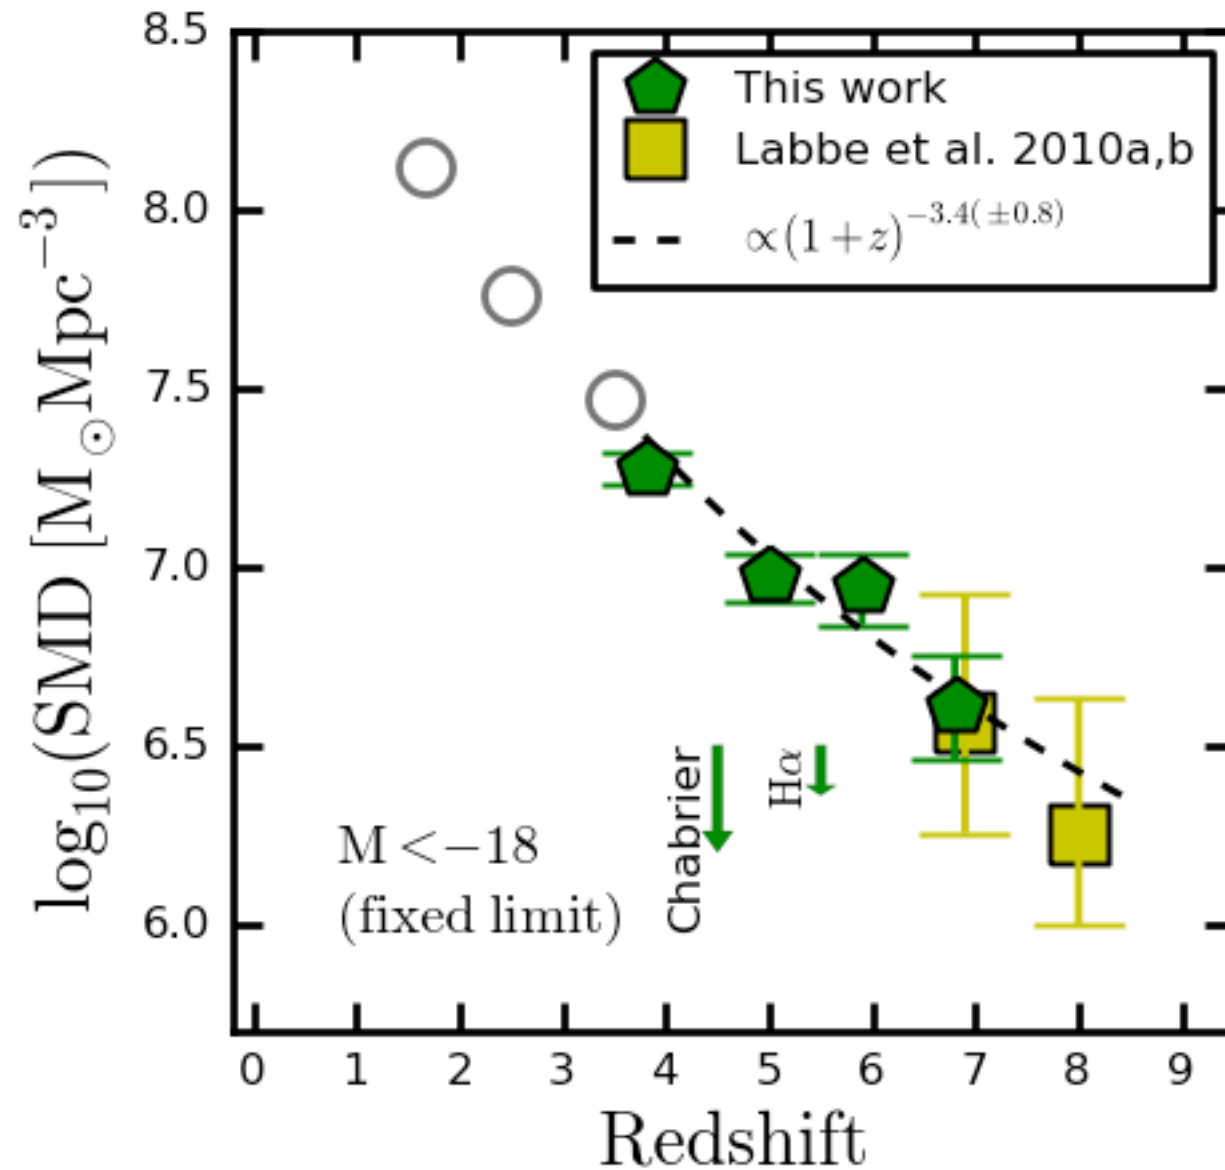 8.5
8.0
7.5
7.0
6.5
6.0
log₁₀(SMD [M⊙Mpc⁻³])
This work
Labbe et al. 2010a,b
∝(1+z)^−3.4(±0.8)
Chabrier
Hα
M<−18
(fixed limit)
0 1 2 3 4 5 6 7 8 9
Redshift